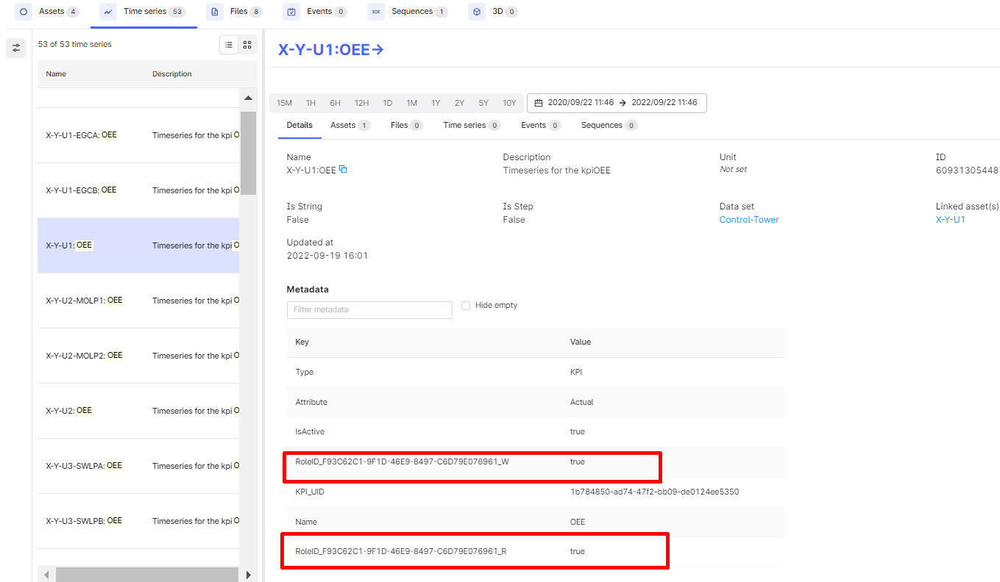 Assets 4 Time series 53 Files 8 Events 0 Sequences 1 3D 0
53 of 53 time series
Name Description
X-Y-U1-EGCA: OEE Timeseries for the kpi O
X-Y-U1-EGCB: OEE Timeseries for the kpi O
X-Y-U1: OEE Timeseries for the kpi O
X-Y-U2-MOLP1: OEE Timeseries for the kpi O
X-Y-U2-MOLP2: OEE Timeseries for the kpi O
X-Y-U2: OEE Timeseries for the kpi O
X-Y-U3-SWLPA: OEE Timeseries for the kpi O
X-Y-U3-SWLPB: OEE Timeseries for the kpi O
X-Y-U1:OEE→
15M 1H 6H 12H 1D 1M 1Y 2Y 5Y 10Y 2020/09/22 11:46 → 2022/09/22 11:46
Details Assets 1 Files 0 Time series 0 Events 0 Sequences 0
Name Description Unit ID
X-Y-U1:OEE Timeseries for the kpiOEE Not set 60931305448
Is String Is Step Data set Linked asset(s)
False False Control-Tower X-Y-U1
Updated at
2022-09-19 16:01
Metadata
Filter metadata Hide empty
Key Value
Type KPI
Attribute Actual
IsActive true
RoleID_F93C62C1-9F1D-46E9-8497-C6D79E076961_W true
KPI_UID 1b784850-ad74-47f2-bb09-de0124ee5350
Name OEE
RoleID_F93C62C1-9F1D-46E9-8497-C6D79E076961_R true